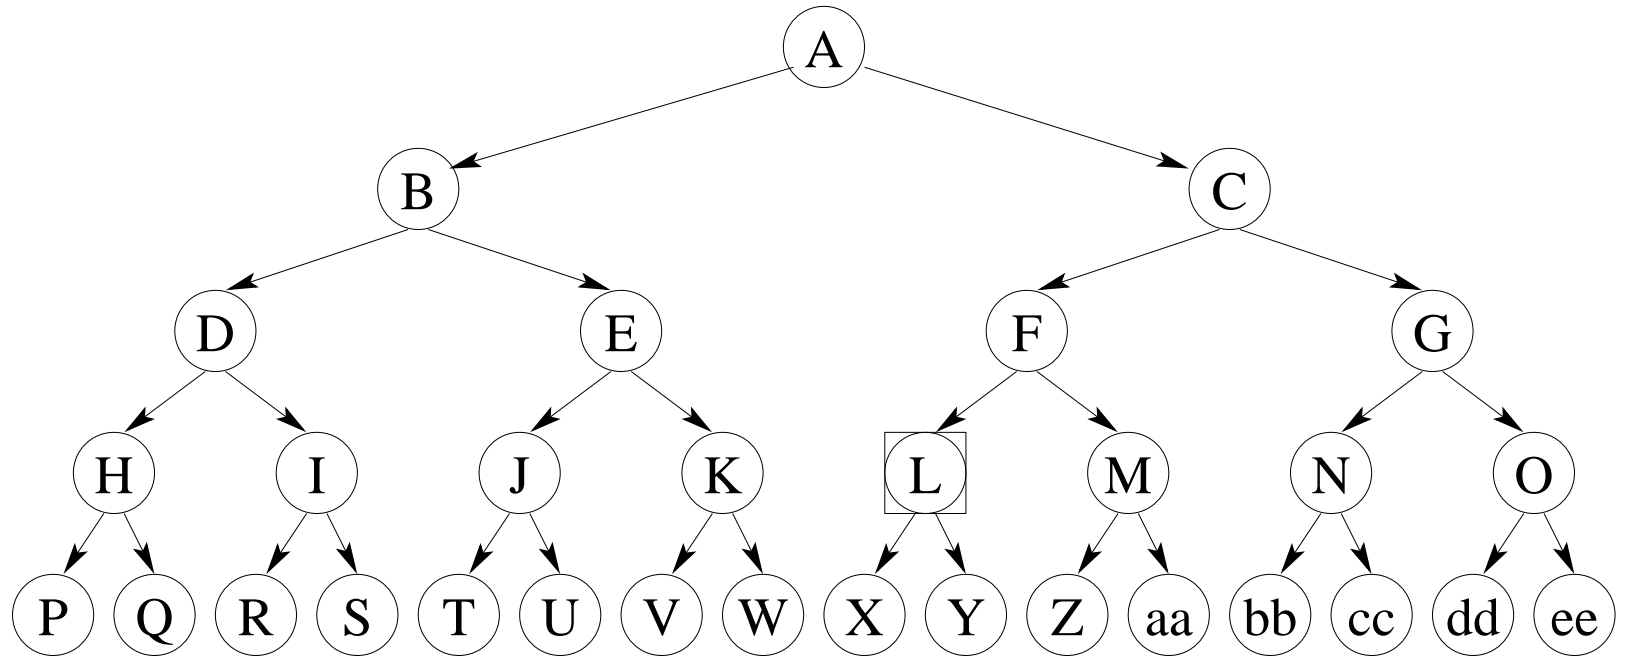 A
B C
D E F G
H I J K L M N O
P Q R S T U V W X Y Z aa bb cc dd ee